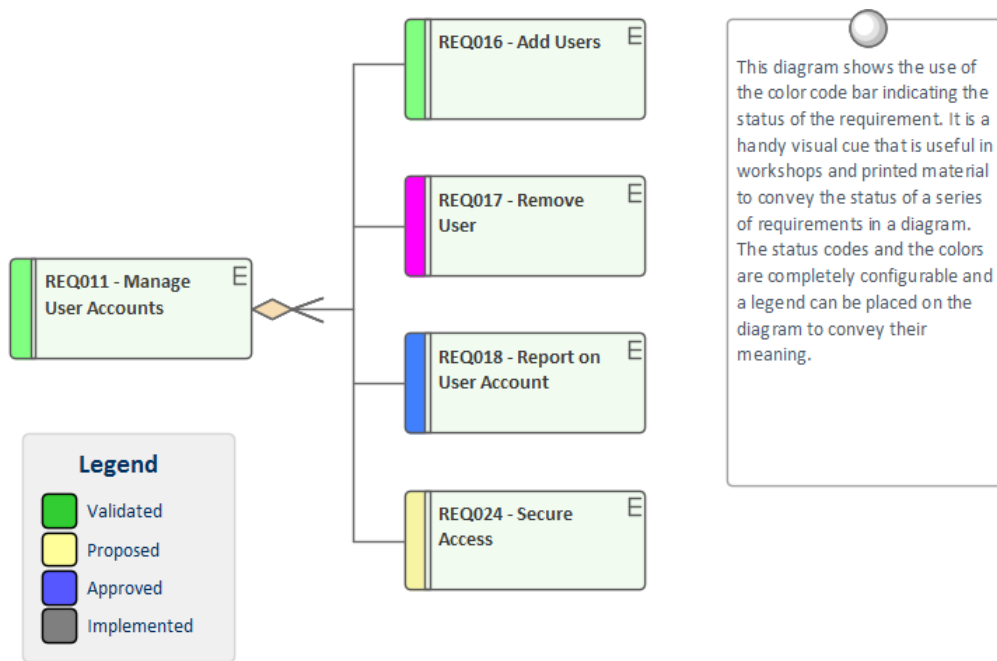 REQ016 - Add Users
E
REQ017 - Remove
User
E
REQ011 - Manage
User Accounts
E
REQ018 - Report on
User Account
E
REQ024 - Secure
Access
E
This diagram shows the use of
the color code bar indicating the
status of the requirement. It is a
handy visual cue that is useful in
workshops and printed material
to convey the status of a series
of requirements in a diagram.
The status codes and the colors
are completely configurable and
a legend can be placed on the
diagram to convey their
meaning.
Legend
Validated
Proposed
Approved
Implemented